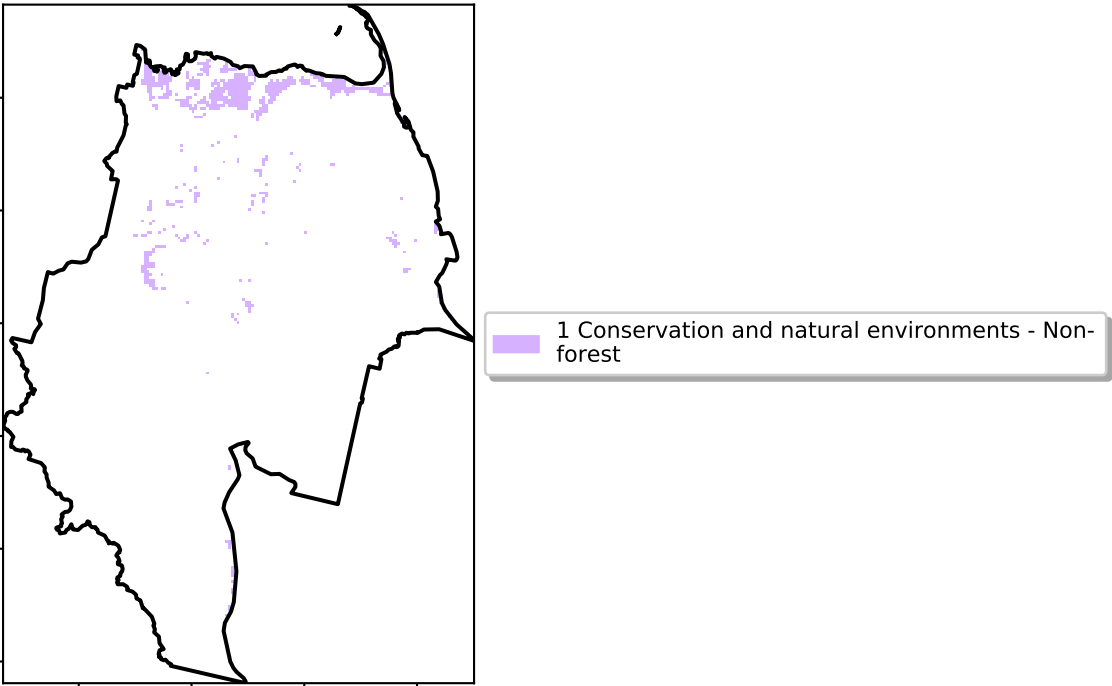 1 Conservation and natural environments - Non-
forest